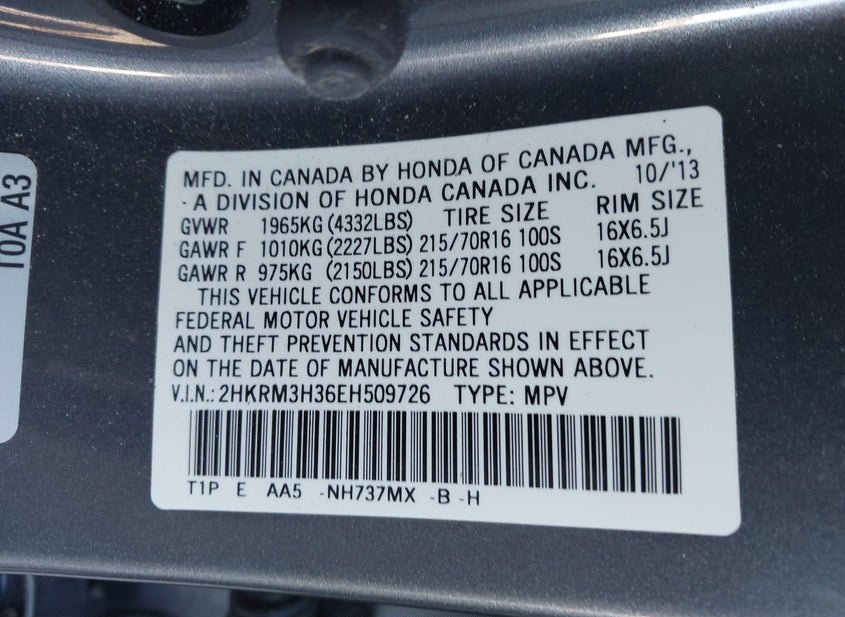 TOA A3
MFD. IN CANADA BY HONDA OF CANADA MFG.,
A DIVISION OF HONDA CANADA INC. 10/'13
GVWR 1965KG (4332LBS) TIRE SIZE RIM SIZE
GAWR F 1010KG (2227LBS) 215/70R16 100S 16X6.5J
GAWR R 975KG (2150LBS) 215/70R16 100S 16X6.5J
THIS VEHICLE CONFORMS TO ALL APPLICABLE
FEDERAL MOTOR VEHICLE SAFETY
AND THEFT PREVENTION STANDARDS IN EFFECT
ON THE DATE OF MANUFACTURE SHOWN ABOVE.
V.I.N.: 2HKRM3H36EH509726 TYPE: MPV
T1P E AA5 -NH737MX -B -H